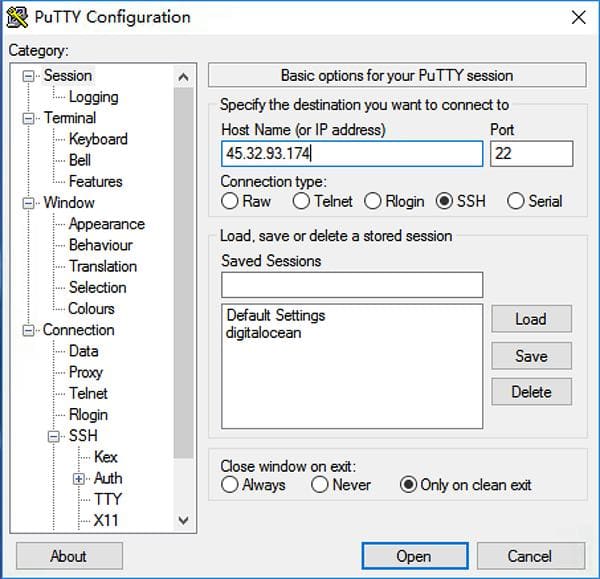 PuTTY Configuration
Category:
Session
Logging
Terminal
Keyboard
Bell
Features
Window
Appearance
Behaviour
Translation
Selection
Colours
Connection
Data
Proxy
Telnet
Rlogin
SSH
Kex
Auth
TTY
X11
Basic options for your PuTTY session
Specify the destination you want to connect to
Host Name (or IP address) Port
45.32.93.174 22
Connection type:
Raw Telnet Rlogin SSH Serial
Load, save or delete a stored session
Saved Sessions
Default Settings
digitalocean
Load
Save
Delete
Close window on exit:
Always Never Only on clean exit
About Open Cancel